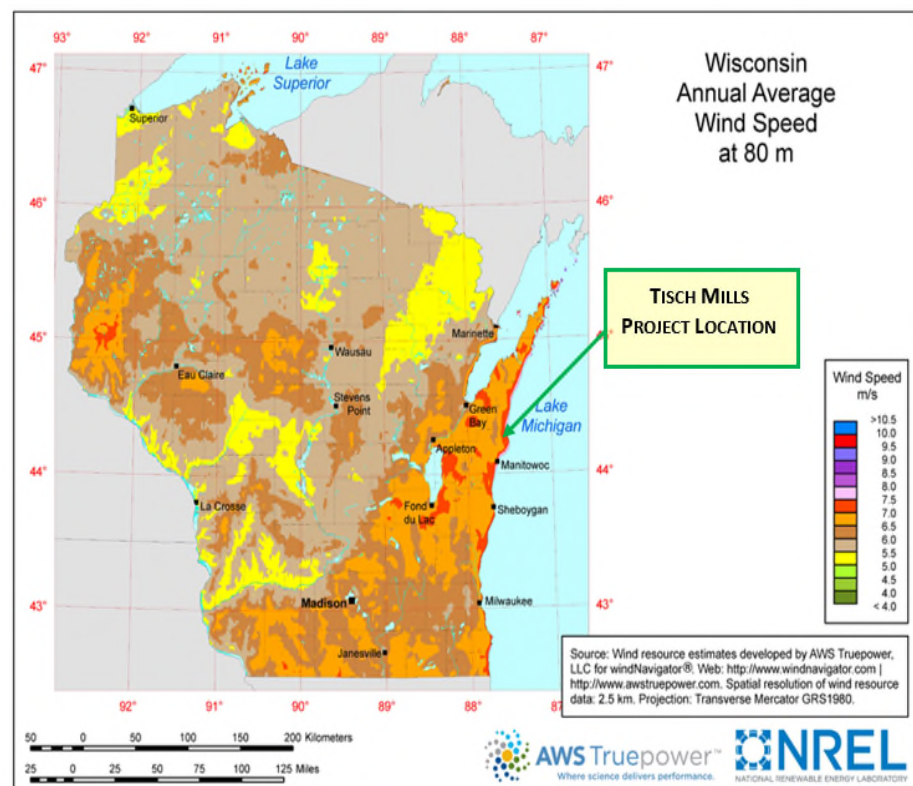 93°
92°
91°
90°
89°
88°
87°
Wisconsin
Annual Average
Wind Speed
at 80 m
47°
47°
Lake
Superior
Superior
46°
46°
TISCH MILLS
PROJECT LOCATION
45°
Marinette
Wausau
Eau Claire
Stevens
Point
Green
Bay
Lake
Michigan
Appleton
44°
44°
Manitowoc
La Crosse
Fond
du Lac
Sheboygan
43°
43°
Madison
Milwaukee
Janesville
Wind Speed
m/s
>10.5
10.0
9.5
9.0
8.5
8.0
7.5
7.0
6.5
6.0
5.5
5.0
4.5
4.0
< 4.0
Source: Wind resource estimates developed by AWS Truepower,
LLC for windNavigator®. Web: http://www.windnavigator.com |
http://www.awstruepower.com. Spatial resolution of wind resource
data: 2.5 km. Projection: Transverse Mercator GRS1980.
92°
91°
90°
89°
88°
87°
50 0 50 100 150 200 Kilometers
25 0 25 50 75 100 125 Miles
AWS Truepower™
Where science delivers performance.
NREL
NATIONAL RENEWABLE ENERGY LABORATORY